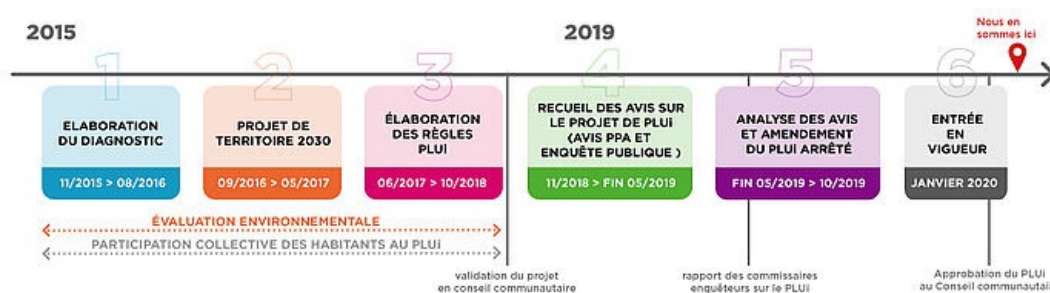 2015
2019
Nous en
sommes ici
1
2
3
4
5
6
ELABORATION
DU DIAGNOSTIC
11/2015 > 08/2016
PROJET DE
TERRITOIRE 2030
09/2016 > 05/2017
ÉLABORATION
DES RÈGLES
PLUi
06/2017 > 10/2018
RECUEIL DES AVIS SUR
LE PROJET DE PLUi
(AVIS PPA ET
ENQUÊTE PUBLIQUE )
11/2018 > FIN 05/2019
ANALYSE DES AVIS
ET AMENDEMENT
DU PLUi ARRÊTÉ
FIN 05/2019 > 10/2019
ENTRÉE
EN
VIGUEUR
JANVIER 2020
ÉVALUATION ENVIRONNEMENTALE
PARTICIPATION COLLECTIVE DES HABITANTS AU PLUi
validation du projet
en conseil communautaire
rapport des commissaires
enquêteurs sur le PLUi
Approbation du PLUi
au Conseil communautai